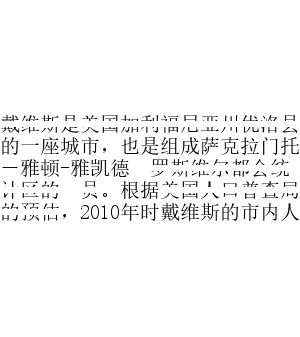 戴维斯是美国加利福尼亚州优洛县
的一座城市，也是组成萨克拉门托
－雅顿-雅凯德 罗斯维尔都会统
计区的 员。根据美国人口普查局
的预估，2010年时戴维斯的市内人